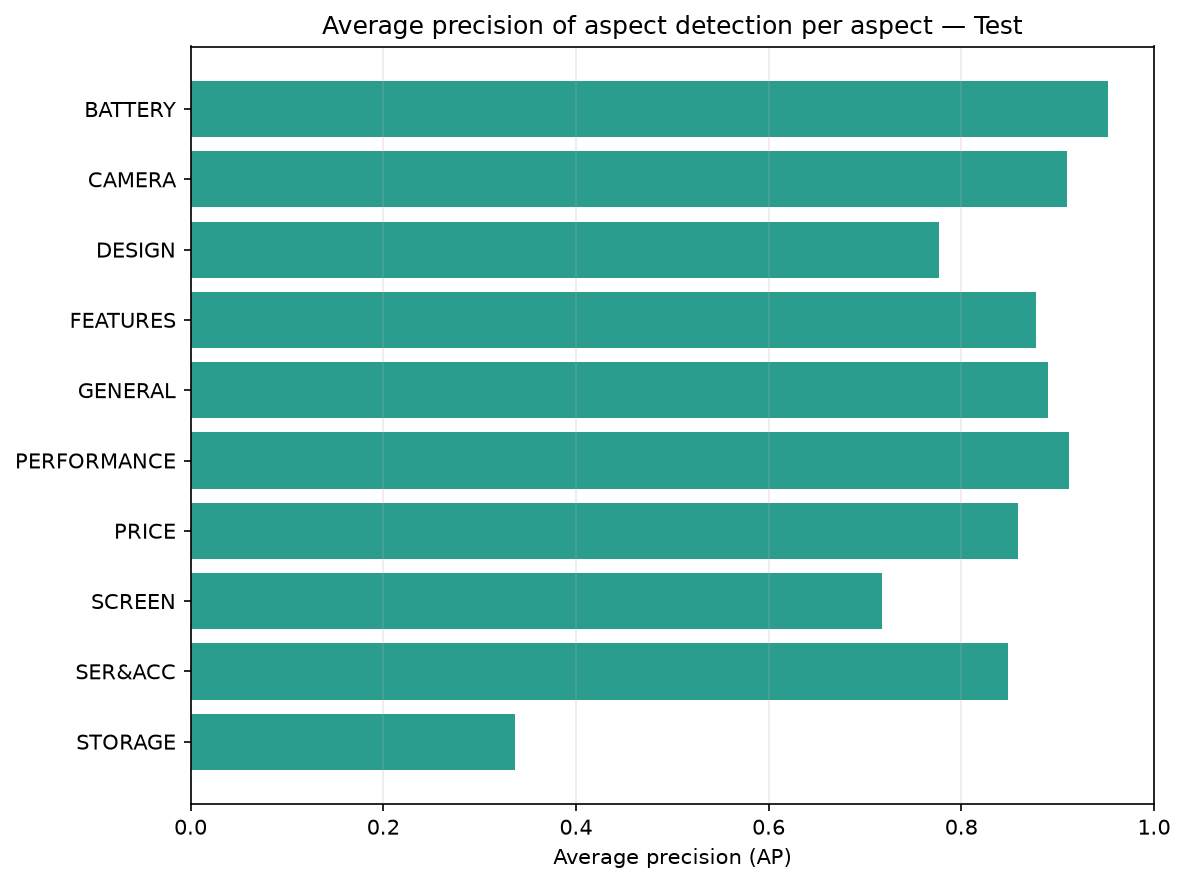 Average precision of aspect detection per aspect — Test
BATTERY
CAMERA
DESIGN
FEATURES
GENERAL
PERFORMANCE
PRICE
SCREEN
SER&ACC
STORAGE
0.0 0.2 0.4 0.6 0.8 1.0
Average precision (AP)